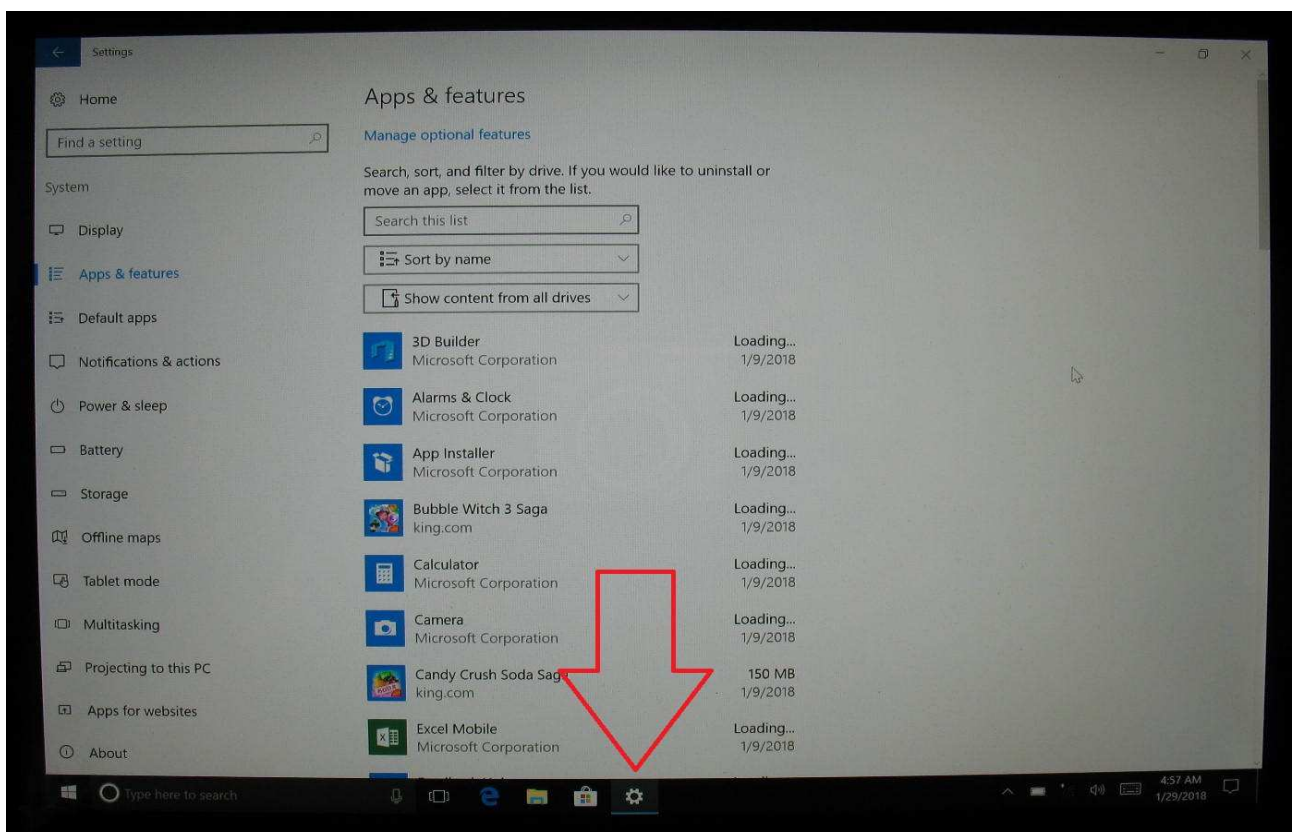 Settings
Home
Find a setting
System
Display
Apps & features
Default apps
Notifications & actions
Power & sleep
Battery
Storage
Offline maps
Tablet mode
Multitasking
Projecting to this PC
Apps for websites
About
Apps & features
Manage optional features
Search, sort, and filter by drive. If you would like to uninstall or
move an app, select it from the list.
Search this list
Sort by name
Show content from all drives
3D Builder Loading...
Microsoft Corporation 1/9/2018
Alarms & Clock Loading...
Microsoft Corporation 1/9/2018
App Installer Loading...
Microsoft Corporation 1/9/2018
Bubble Witch 3 Saga Loading...
king.com 1/9/2018
Calculator Loading...
Microsoft Corporation 1/9/2018
Camera Loading...
Microsoft Corporation 1/9/2018
Candy Crush Soda Saga 150 MB
king.com 1/9/2018
Excel Mobile Loading...
Microsoft Corporation 1/9/2018
Type here to search
4:57 AM
1/29/2018